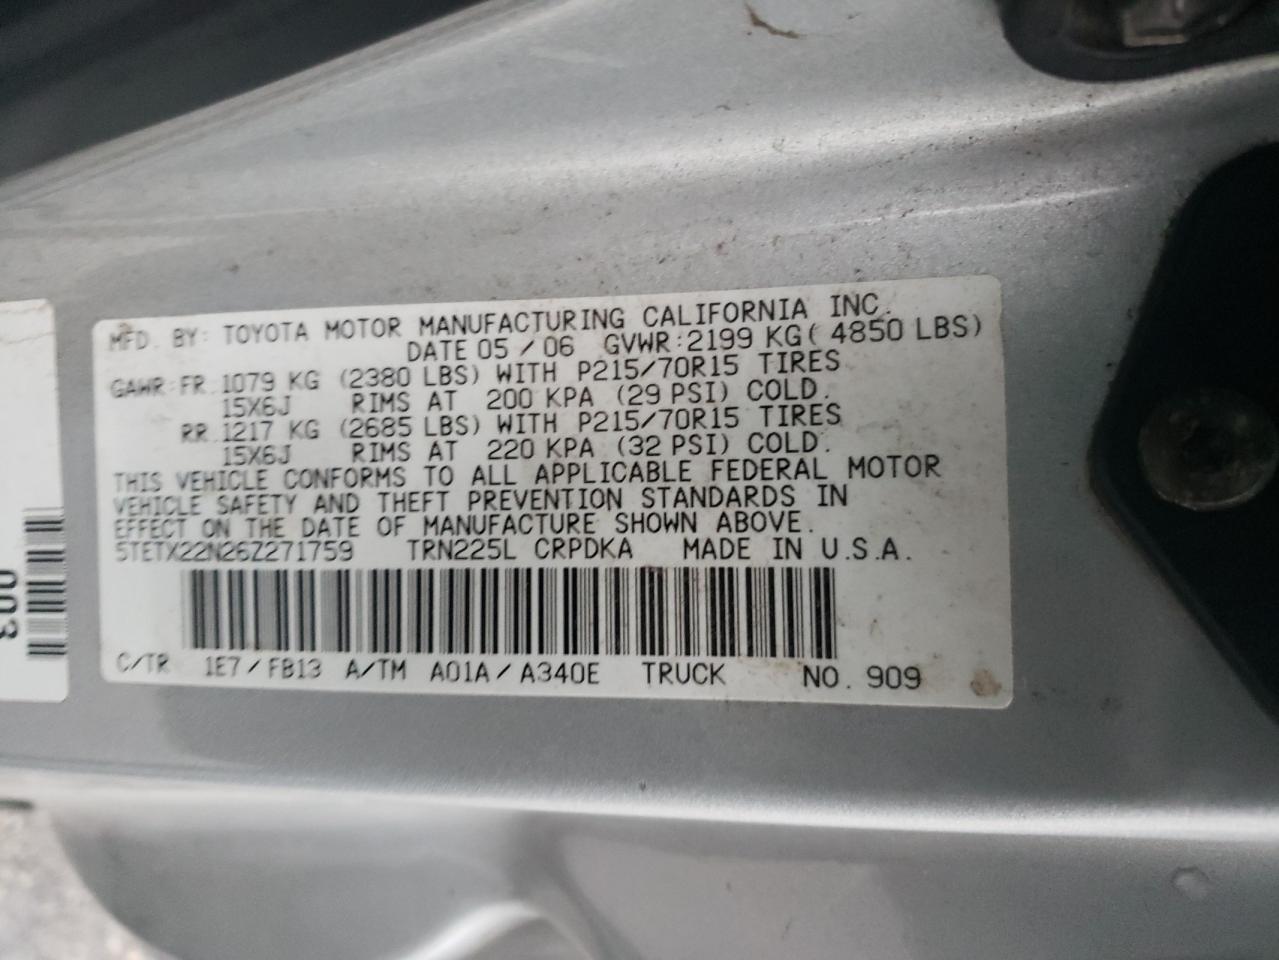 MFD. BY: TOYOTA MOTOR MANUFACTURING CALIFORNIA INC.
DATE 05 / 06 GVWR: 2199 KG ( 4850 LBS)
GAWR: FR. 1079 KG (2380 LBS) WITH P215/70R15 TIRES
15X6J RIMS AT 200 KPA (29 PSI) COLD.
RR. 1217 KG (2685 LBS) WITH P215/70R15 TIRES
15X6J RIMS AT 220 KPA (32 PSI) COLD.
THIS VEHICLE CONFORMS TO ALL APPLICABLE FEDERAL MOTOR
VEHICLE SAFETY AND THEFT PREVENTION STANDARDS IN
EFFECT ON THE DATE OF MANUFACTURE SHOWN ABOVE.
5TETX22N26Z271759 TRN225L CRPDKA MADE IN U.S.A.
C/TR 1E7 / FB13 A/TM A01A / A340E TRUCK NO. 909
003